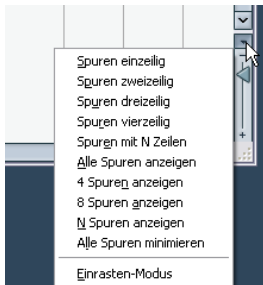 Spuren einzeilig
Spuren zweizeilig
Spuren dreizeilig
Spuren vierzeilig
Spuren mit N Zeilen
Alle Spuren anzeigen
4 Spuren anzeigen
8 Spuren anzeigen
N Spuren anzeigen
Alle Spuren minimieren
Einrasten-Modus